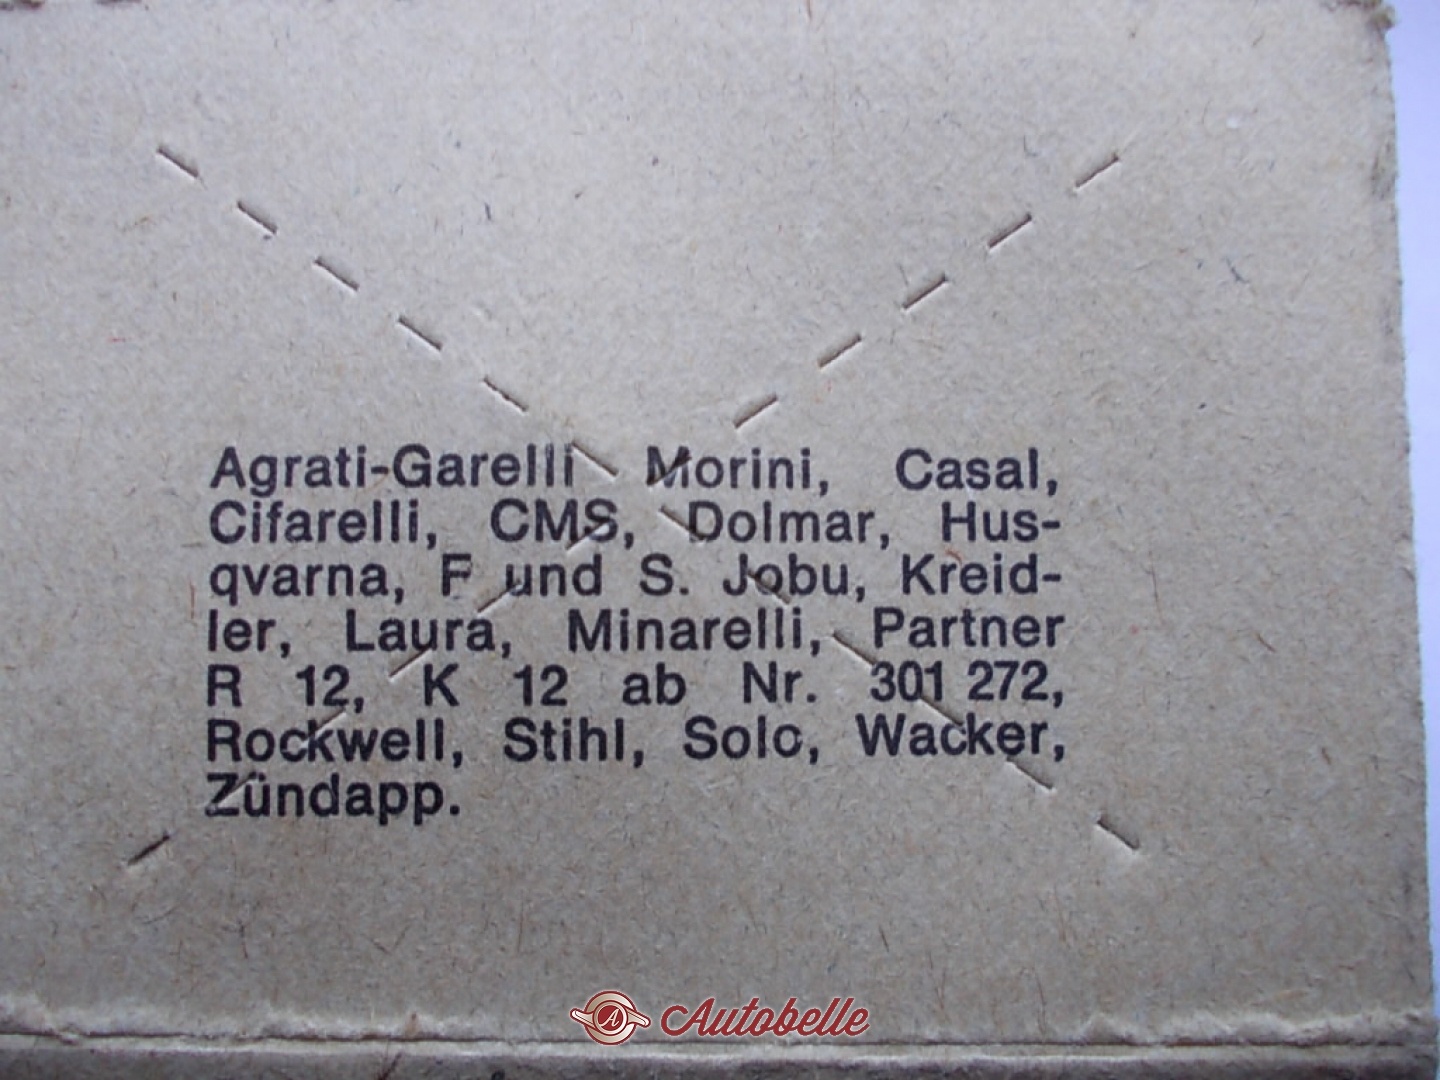 Agrati-Garelli Morini, Casal,
Cifarelli, CMS, Dolmar, Hus-
qvarna, F und S. Jobu, Kreid-
ler, Laura, Minarelli, Partner
R 12, K 12 ab Nr. 301 272,
Rockwell, Stihl, Solo, Wacker,
Zündapp.
A Autobelle